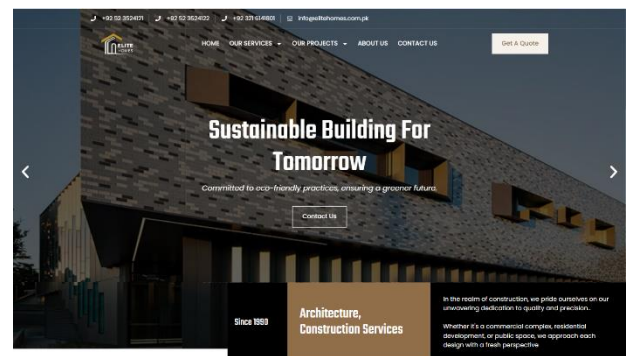 +92 52 3524121 +92 52 3524122 +92 321 6141801 info@elitehomes.com.pk
ELITE
HOMES
HOME OUR SERVICES OUR PROJECTS ABOUT US CONTACT US
Get A Quote
Sustainable Building For
Tomorrow
Committed to eco-friendly practices, ensuring a greener future.
Contact Us
Since 1990
Architecture,
Construction Services
In the realm of construction, we pride ourselves on our
unwavering dedication to quality and precision..
Whether it's a commercial complex, residential
development, or public space, we approach each
design with a fresh perspective